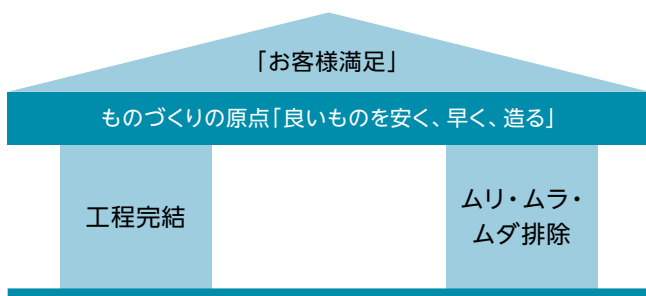 「お客様満足」
ものづくりの原点「良いものを安く、早く、造る」
工程完結
ムリ・ムラ・
ムダ排除